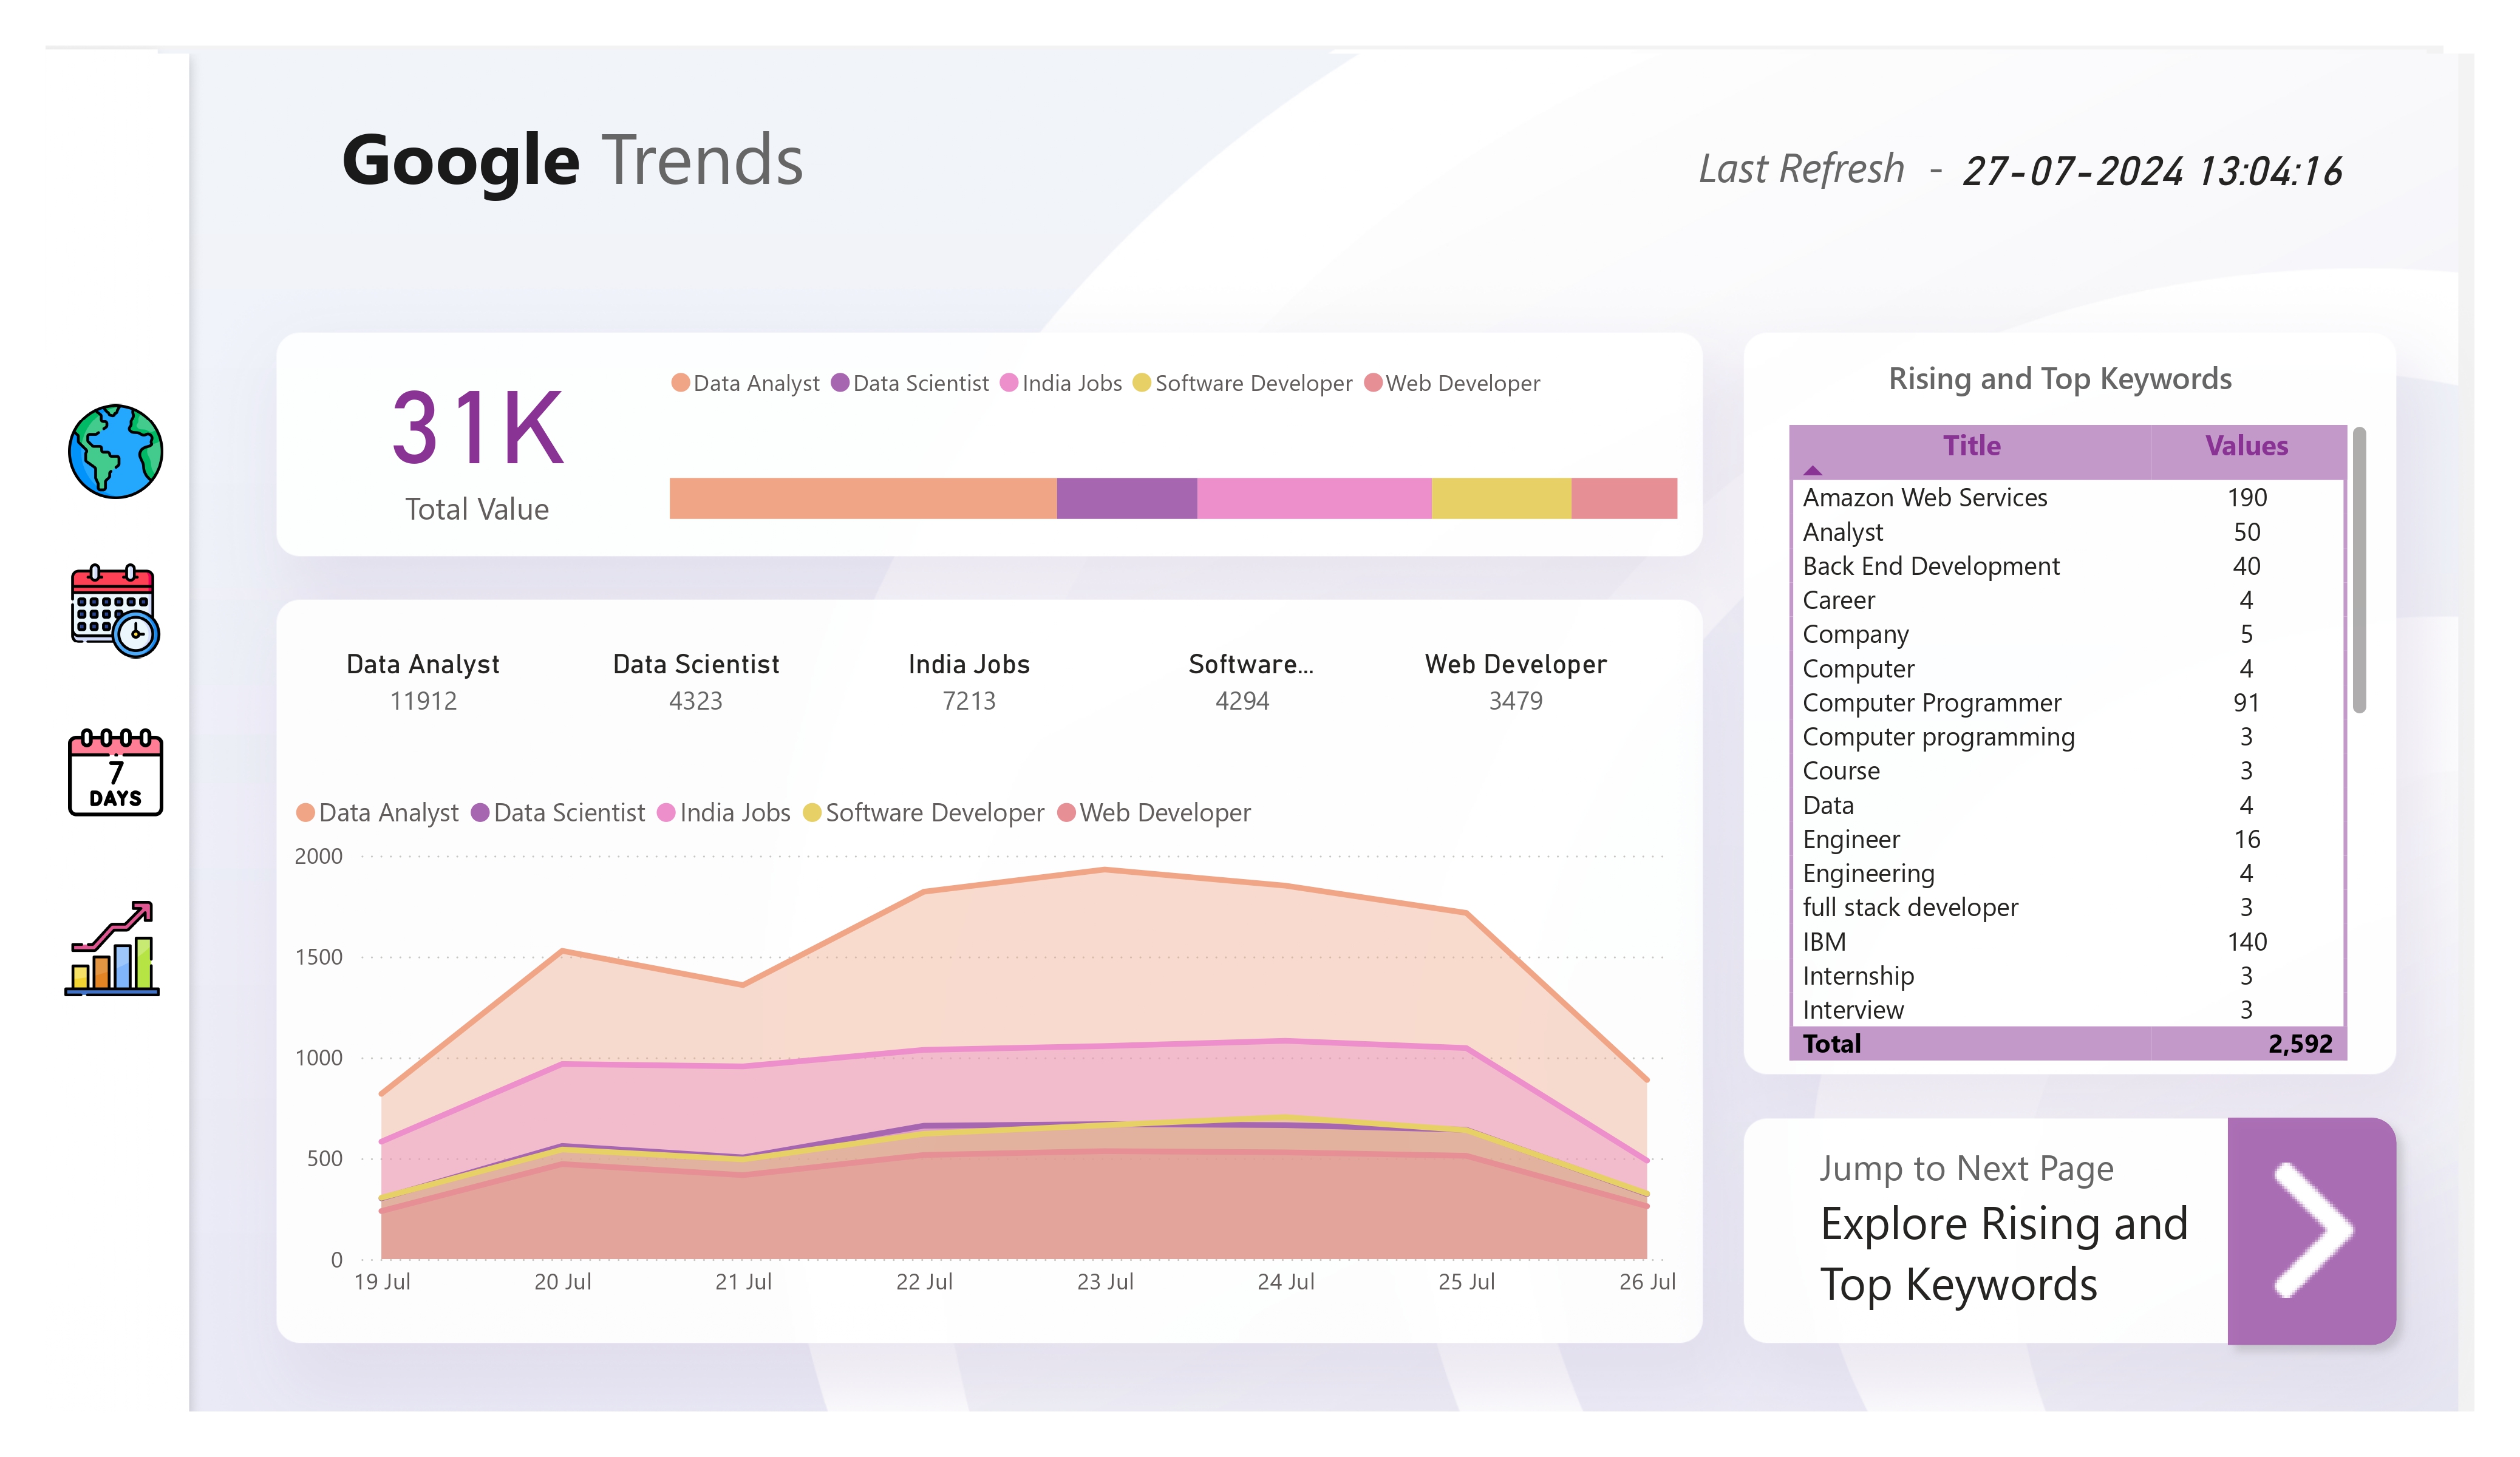 Google Trends
Last Refresh - 27-07-2024 13:04:16
31K
Total Value
Data Analyst Data Scientist India Jobs Software Developer Web Developer
Data Analyst Data Scientist India Jobs Software... Web Developer
11912 4323 7213 4294 3479
Data Analyst Data Scientist India Jobs Software Developer Web Developer
2000
1500
1000
500
0
19 Jul 20 Jul 21 Jul 22 Jul 23 Jul 24 Jul 25 Jul 26 Jul
Rising and Top Keywords
Title Values
Amazon Web Services 190
Analyst 50
Back End Development 40
Career 4
Company 5
Computer 4
Computer Programmer 91
Computer programming 3
Course 3
Data 4
Engineer 16
Engineering 4
full stack developer 3
IBM 140
Internship 3
Interview 3
Total 2,592
Jump to Next Page
Explore Rising and
Top Keywords
7
DAYS